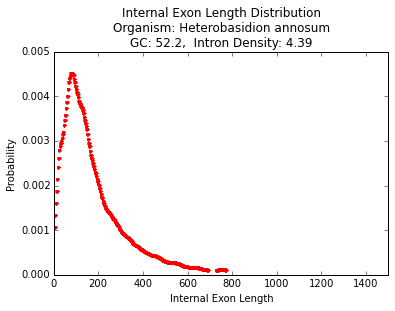 Internal Exon Length Distribution
Organism: Heterobasidion annosum
GC: 52.2,  Intron Density: 4.39
0.005
0.004
0.003
0.002
0.001
0.000
Probability
0
200
400
600
800
1000
1200
1400
Internal Exon Length